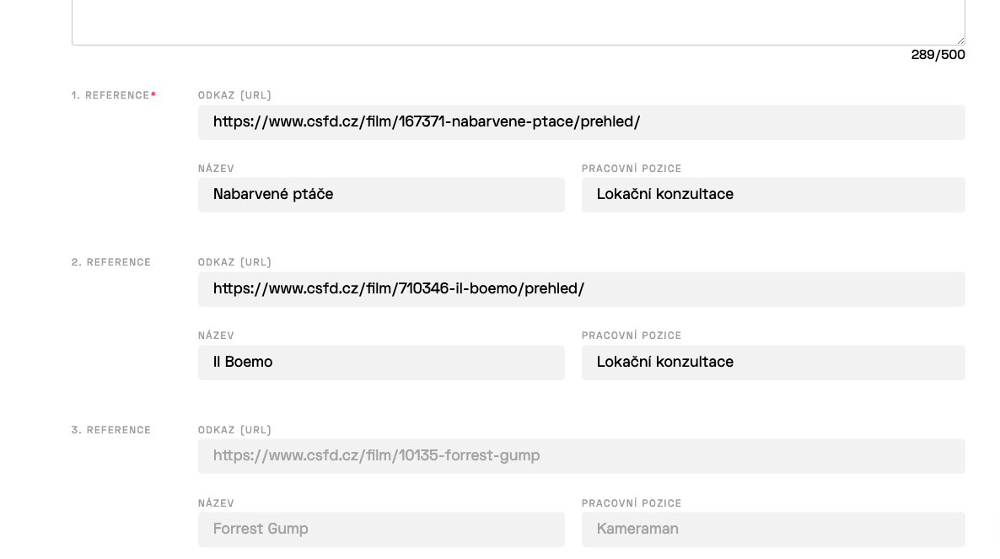 289/500
1. REFERENCE*
ODKAZ (URL)
https://www.csfd.cz/film/167371-nabarvene-ptace/prehled/
NÁZEV PRACOVNÍ POZICE
Nabarvené ptáče Lokační konzultace
2. REFERENCE ODKAZ (URL)
https://www.csfd.cz/film/710346-il-boemo/prehled/
NÁZEV PRACOVNÍ POZICE
Il Boemo Lokační konzultace
3. REFERENCE ODKAZ (URL)
https://www.csfd.cz/film/10135-forrest-gump
NÁZEV PRACOVNÍ POZICE
Forrest Gump Kameraman